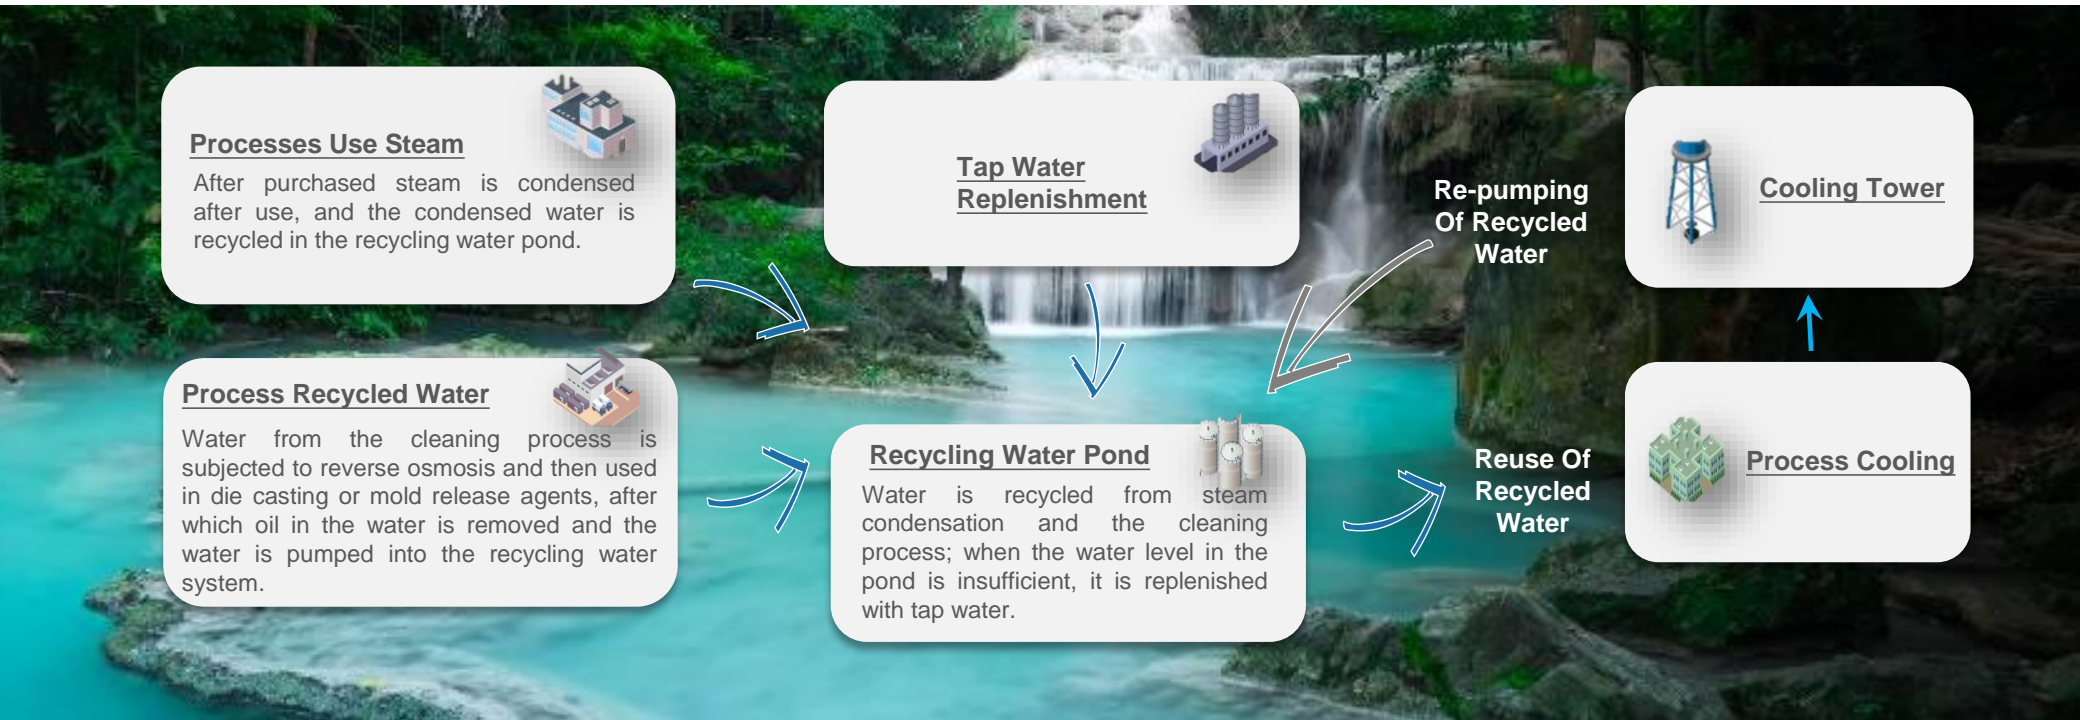 Processes Use Steam
After purchased steam is condensed
after use, and the condensed water is
recycled in the recycling water pond.
Process Recycled Water
Water from the cleaning process is
subjected to reverse osmosis and then used
in die casting or mold release agents, after
which oil in the water is removed and the
water is pumped into the recycling water
system.
Tap Water
Replenishment
Recycling Water Pond
Water is recycled from steam
condensation and the cleaning
process; when the water level in the
pond is insufficient, it is replenished
with tap water.
Re-pumping
Of Recycled
Water
Reuse Of
Recycled
Water
Cooling Tower
Process Cooling